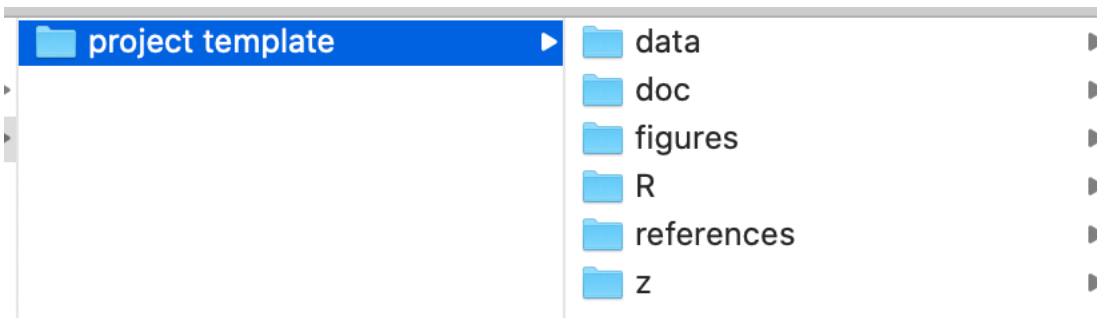 project template
data
doc
figures
R
references
z